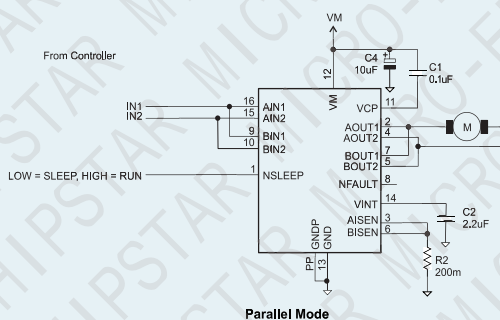 VM
From Controller
C4
10uF
+
C1
0.1uF
12
VM
IN1
IN2
16
AIN1
15
AIN2
9
BIN1
10
BIN2
LOW = SLEEP, HIGH = RUN
1
NSLEEP
VCP
11
AOUT1
2
AOUT2
4
M
BOUT1
7
BOUT2
5
NFAULT
8
VINT
14
C2
2.2uF
AISEN
3
BISEN
6
R2
200m
GNDP
GND
PP
13
Parallel Mode
CHIPSTAR MICRO-E